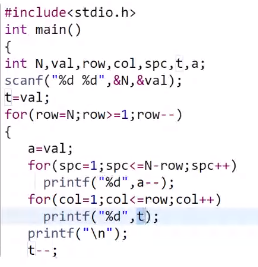 #include<stdio.h>
int main()
{
int N,val,row,col,spc,t,a;
scanf("%d %d",&N,&val);
t=val;
for(row=N;row>=1;row--)
{
    a=val;
    for(spc=1;spc<=N-row;spc++)
      printf("%d",a--);
    for(col=1;col<=row;col++)
      printf("%d",t);
    printf("\n");
    t--;